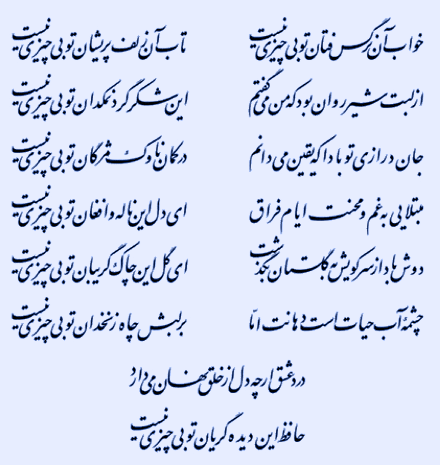 خواب آن نرگس فتان تو بی چیزی نیست تاب آن زلف پریشان تو بی چیزی نیست
از لبت شیر روان بود که من می‌گفتم این شکر گرد نمکدان تو بی چیزی نیست
جان درازی تو بادا که یقین می‌دانم در کمان ناوک مژگان تو بی چیزی نیست
مبتلایی به غم و محنت ایام فراق ای دل این ناله و افغان تو بی چیزی نیست
دوش باد از سر کویش به گلستان بگذشت ای گل این چاک گریبان تو بی چیزی نیست
چشمهٔ آب حیات است دهانت امّا بر لبش چاه زنخدان تو بی چیزی نیست
درد عشق ار چه دل از خلق نهان می‌دارد
حافظ این دیده گریان تو بی چیزی نیست